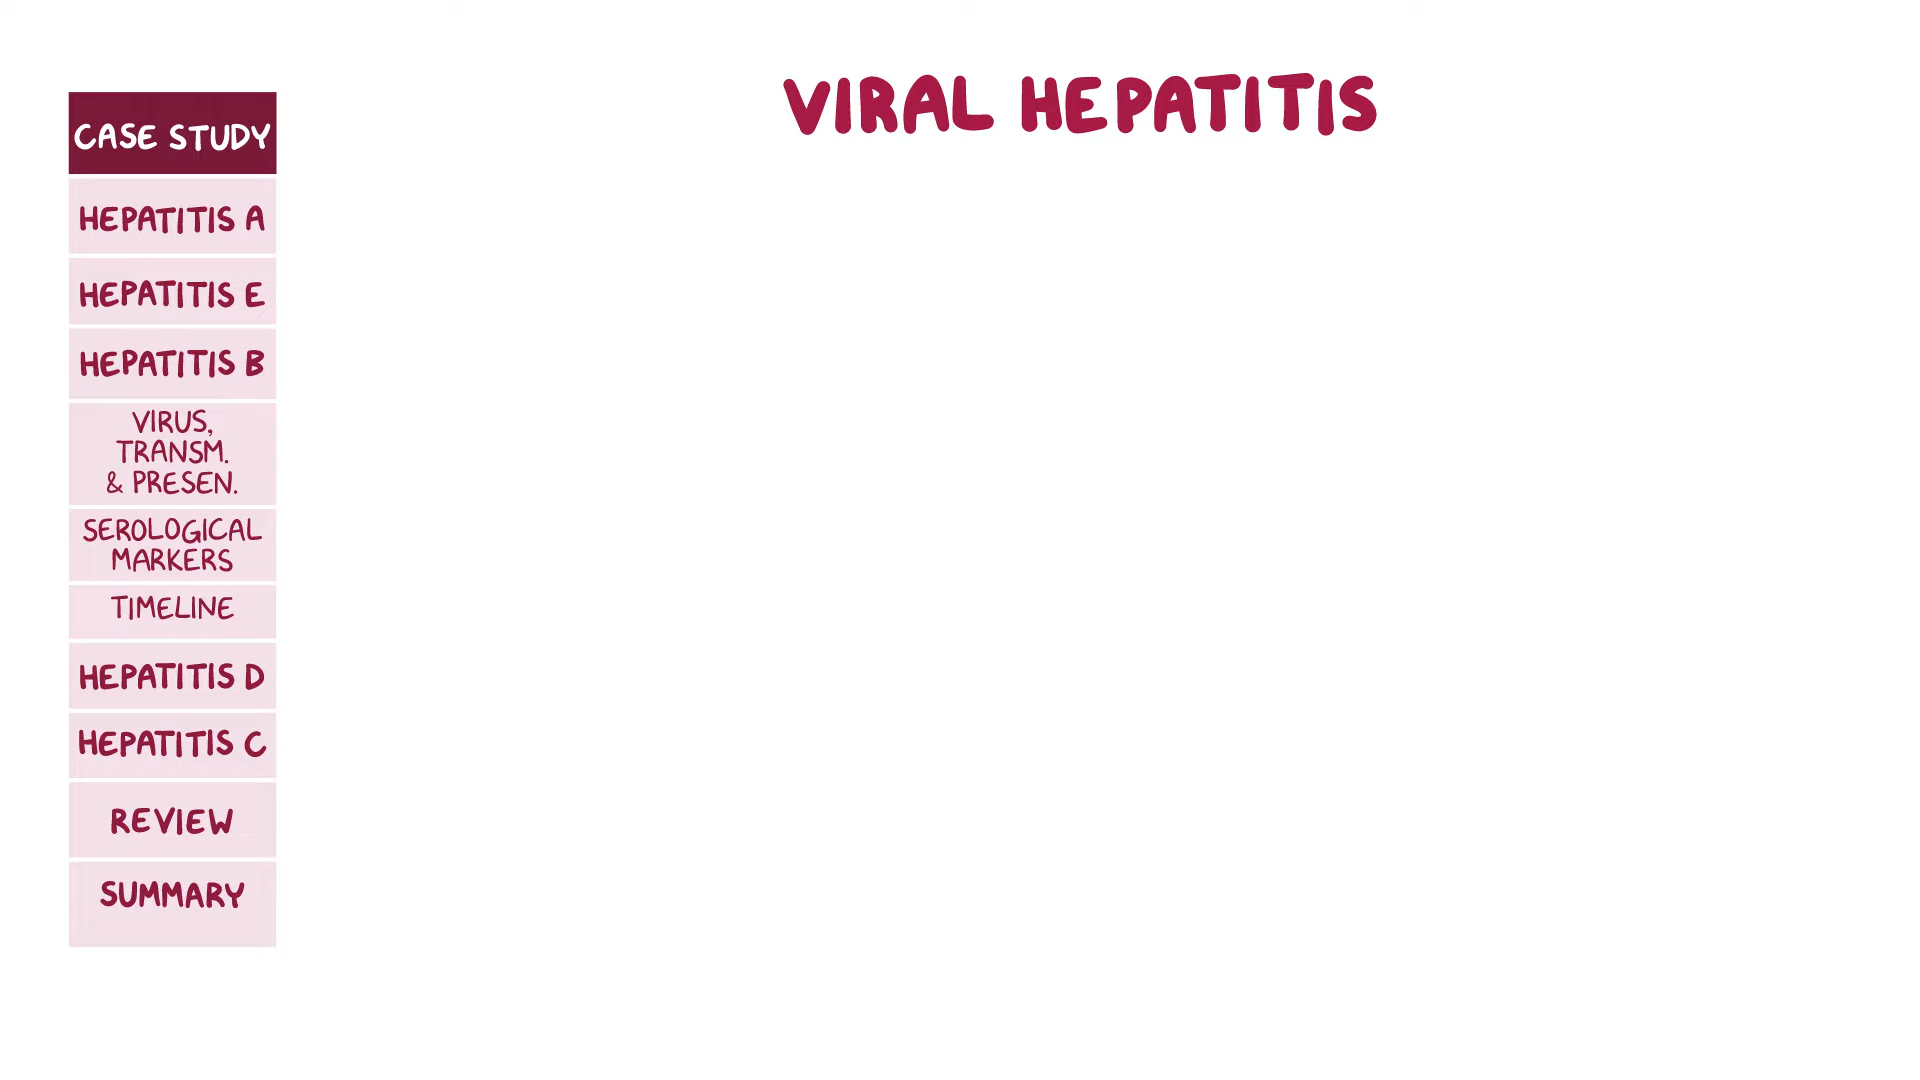 VIRAL HEPATITIS
CASE STUDY
HEPATITIS A
HEPATITIS E
HEPATITIS B
VIRUS,
TRANSM.
& PRESEN.
SEROLOGICAL
MARKERS
TIMELINE
HEPATITIS D
HEPATITIS C
REVIEW
SUMMARY